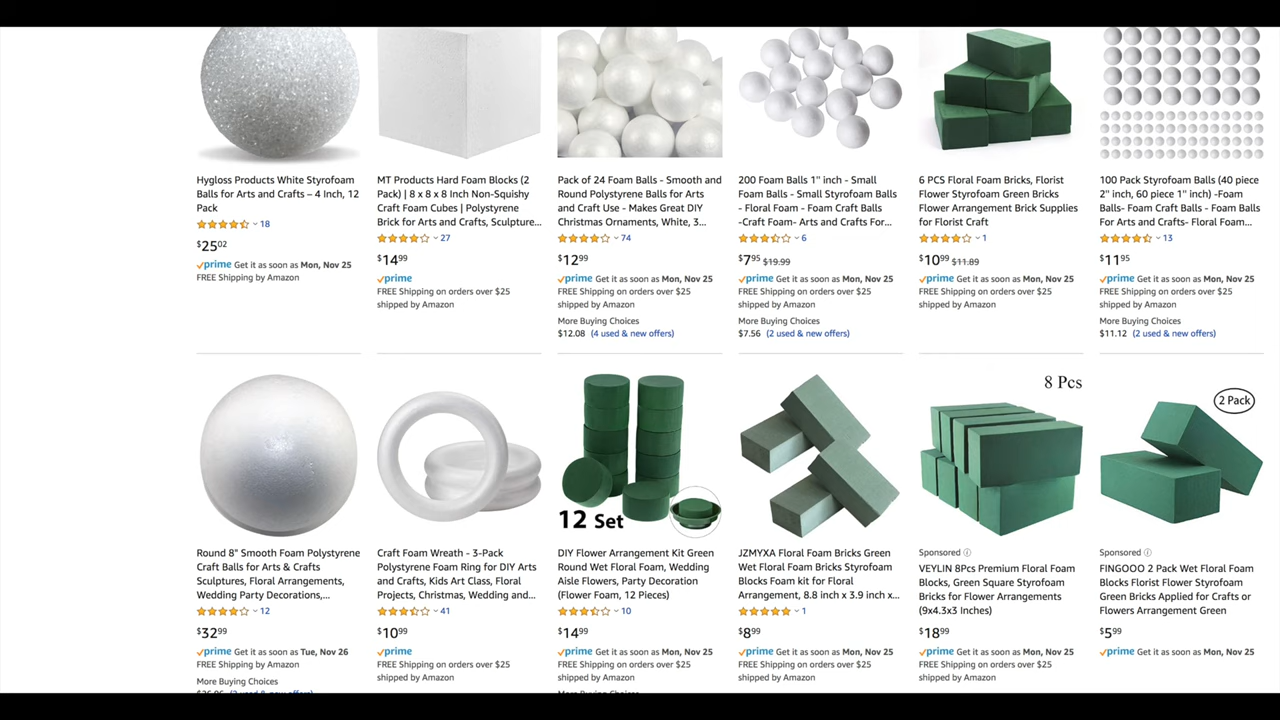 Hygloss Products White Styrofoam
Balls for Arts and Crafts – 4 Inch, 12
Pack
18
$2502
prime Get it as soon as Mon, Nov 25
FREE Shipping by Amazon
MT Products Hard Foam Blocks (2
Pack) | 8 x 8 x 8 Inch Non-Squishy
Craft Foam Cubes | Polystyrene
Brick for Arts and Crafts, Sculpture...
27
$1499
prime
FREE Shipping on orders over $25
shipped by Amazon
Pack of 24 Foam Balls - Smooth and
Round Polystyrene Balls for Arts
and Craft Use - Makes Great DIY
Christmas Ornaments, White, 3...
74
$1299
prime Get it as soon as Mon, Nov 25
FREE Shipping on orders over $25
shipped by Amazon
More Buying Choices
$12.08 (4 used & new offers)
200 Foam Balls 1" inch - Small
Foam Balls - Small Styrofoam Balls
- Floral Foam - Foam Craft Balls
-Craft Foam- Arts and Crafts For...
6
$795 $19.99
prime Get it as soon as Mon, Nov 25
FREE Shipping on orders over $25
shipped by Amazon
More Buying Choices
$7.56 (2 used & new offers)
6 PCS Floral Foam Bricks, Florist
Flower Styrofoam Green Bricks
Flower Arrangement Brick Supplies
for Florist Craft
1
$1099 $11.89
prime Get it as soon as Mon, Nov 25
FREE Shipping on orders over $25
shipped by Amazon
100 Pack Styrofoam Balls (40 piece
2" inch, 60 piece 1" inch) -Foam
Balls- Foam Craft Balls - Foam Balls
For Arts and Crafts- Floral Foam...
13
$1195
prime Get it as soon as Mon, Nov 25
FREE Shipping on orders over $25
shipped by Amazon
More Buying Choices
$11.12 (2 used & new offers)
Round 8" Smooth Foam Polystyrene
Craft Balls for Arts & Crafts
Sculptures, Floral Arrangements,
Wedding Party Decorations,...
12
$3299
prime Get it as soon as Tue, Nov 26
FREE Shipping by Amazon
More Buying Choices
Craft Foam Wreath - 3-Pack
Polystyrene Foam Ring for DIY Arts
and Crafts, Kids Art Class, Floral
Projects, Christmas, Wedding and...
41
$1099
prime
FREE Shipping on orders over $25
shipped by Amazon
12 Set
DIY Flower Arrangement Kit Green
Round Wet Floral Foam, Wedding
Aisle Flowers, Party Decoration
(Flower Foam, 12 Pieces)
10
$1499
prime Get it as soon as Mon, Nov 25
FREE Shipping on orders over $25
shipped by Amazon
More Buying Choices
JZMYXA Floral Foam Bricks Green
Wet Floral Foam Bricks Styrofoam
Blocks Foam kit for Floral
Arrangement, 8.8 inch x 3.9 inch x...
1
$899
prime Get it as soon as Mon, Nov 25
FREE Shipping on orders over $25
shipped by Amazon
8 Pcs
Sponsored
VEYLIN 8Pcs Premium Floral Foam
Blocks, Green Square Styrofoam
Bricks for Flower Arrangements
(9x4.3x3 Inches)
$1899
prime Get it as soon as Mon, Nov 25
FREE Shipping on orders over $25
shipped by Amazon
2 Pack
Sponsored
FINGOOO 2 Pack Wet Floral Foam
Blocks Florist Flower Styrofoam
Green Bricks Applied for Crafts or
Flowers Arrangement Green
$599
prime Get it as soon as Mon, Nov 25